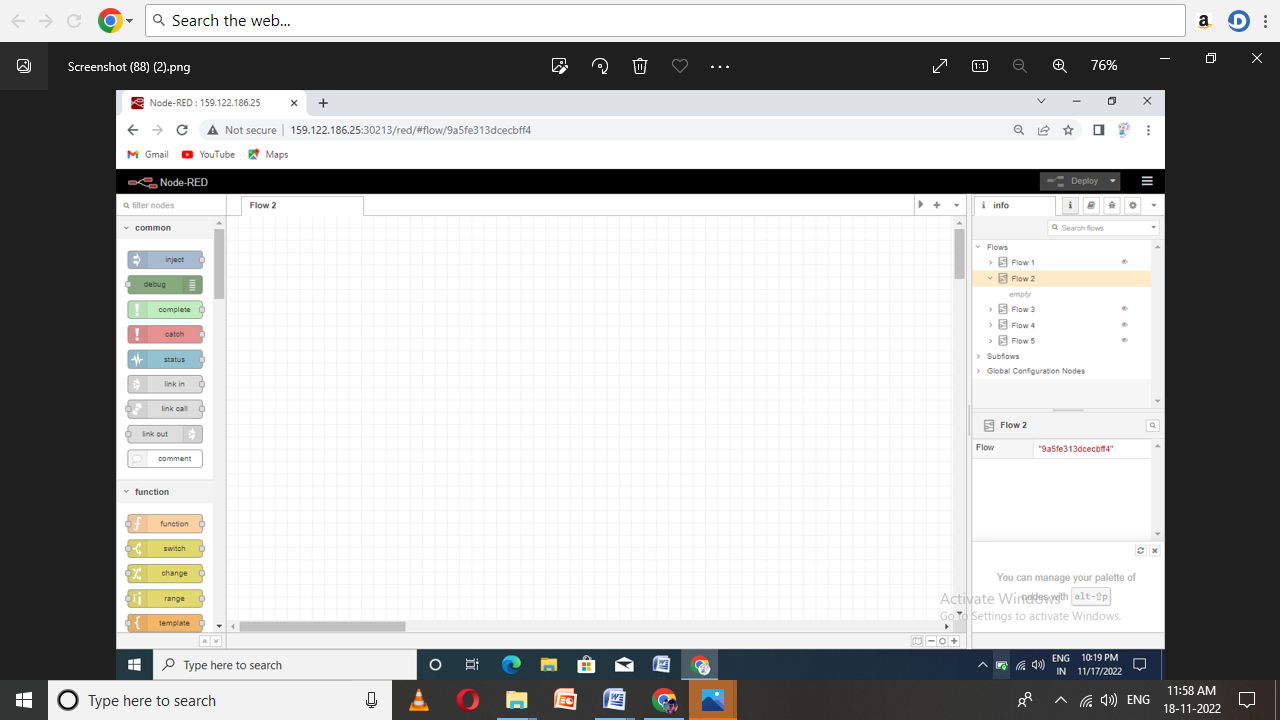 Search the web...
Screenshot (88) (2).png
76%
Node-RED : 159.122.186.25
Not secure
159.122.186.25:30213/red/#flow/9a5fe313dcecbff4
Gmail
YouTube
Maps
Node-RED
Deploy
filter nodes
Flow 2
info
common
inject
debug
complete
catch
status
link in
link call
link out
comment
function
function
switch
change
range
template
Search flows
Flows
Flow 1
Flow 2
empty
Flow 3
Flow 4
Flow 5
Subflows
Global Configuration Nodes
Flow 2
Flow
"9a5fe313dcecbff4"
You can manage your palette of
nodes with alt-⇧p
Activate Windows
Go to Settings to activate Windows.
Type here to search
ENG
IN
10:19 PM
11/17/2022
Type here to search
ENG
11:58 AM
18-11-2022